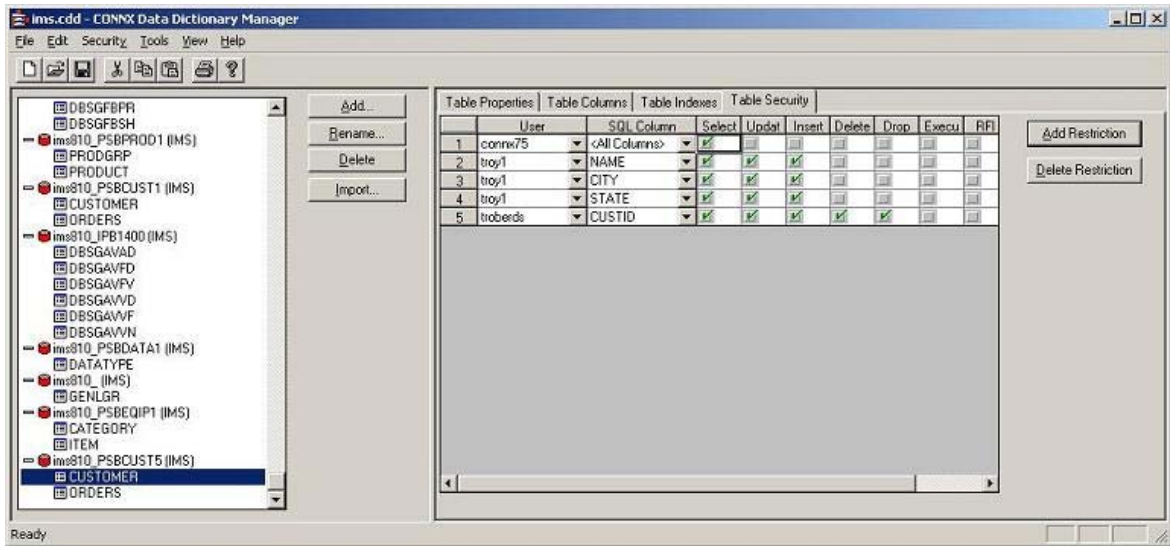 ims.cdd - CONNX Data Dictionary Manager
File Edit Security Tools View Help
DBSGFBPR
DBSGFBSH
ims810_PSBPROD1 (IMS)
PRODGRP
PRODUCT
ims810_PSBCUST1 (IMS)
CUSTOMER
ORDERS
ims810_IPB1400 (IMS)
DBSGAVAD
DBSGAVFD
DBSGAVFV
DBSGAVVD
DBSGAVVF
DBSGAVVN
ims810_PSBDATA1 (IMS)
DATATYPE
ims810_ (IMS)
GENLGR
ims810_PSBEQIP1 (IMS)
CATEGORY
ITEM
ims810_PSBCUST5 (IMS)
CUSTOMER
ORDERS
Add...
Rename...
Delete
Import...
Table Properties Table Columns Table Indexes Table Security
User SQL Column Select Updat Insert Delete Drop Execu RFI
1 connx75 <All Columns>
2 troy1 NAME
3 troy1 CITY
4 troy1 STATE
5 troberds CUSTID
Add Restriction
Delete Restriction
Ready